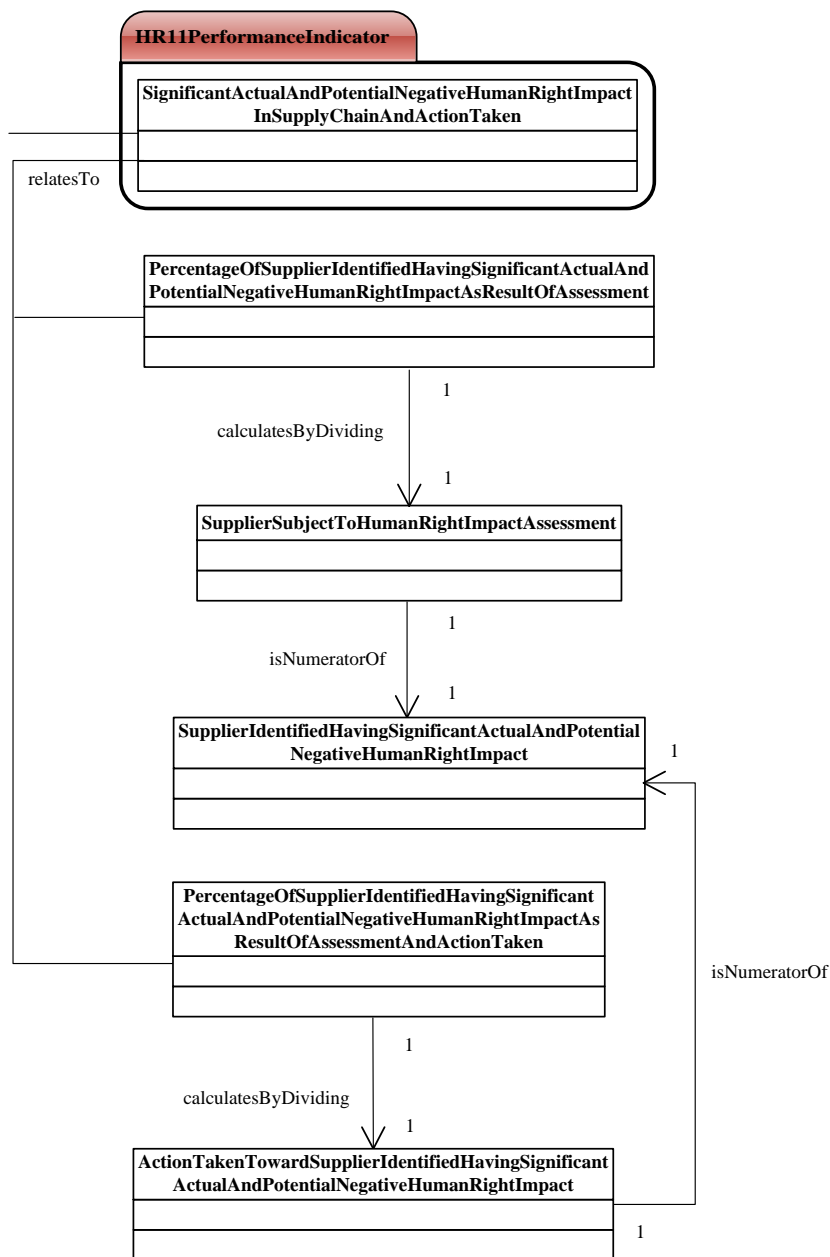 HR11PerformanceIndicator
SignificantActualAndPotentialNegativeHumanRightImpact
InSupplyChainAndActionTaken
relatesTo
PercentageOfSupplierIdentifiedHavingSignificantActualAnd
PotentialNegativeHumanRightImpactAsResultOfAssessment
1
calculatesByDividing
1
SupplierSubjectToHumanRightImpactAssessment
1
isNumeratorOf
1
SupplierIdentifiedHavingSignificantActualAndPotential
NegativeHumanRightImpact
1
PercentageOfSupplierIdentifiedHavingSignificant
ActualAndPotentialNegativeHumanRightImpactAs
ResultOfAssessmentAndActionTaken
isNumeratorOf
1
calculatesByDividing
1
ActionTakenTowardSupplierIdentifiedHavingSignificant
ActualAndPotentialNegativeHumanRightImpact
1